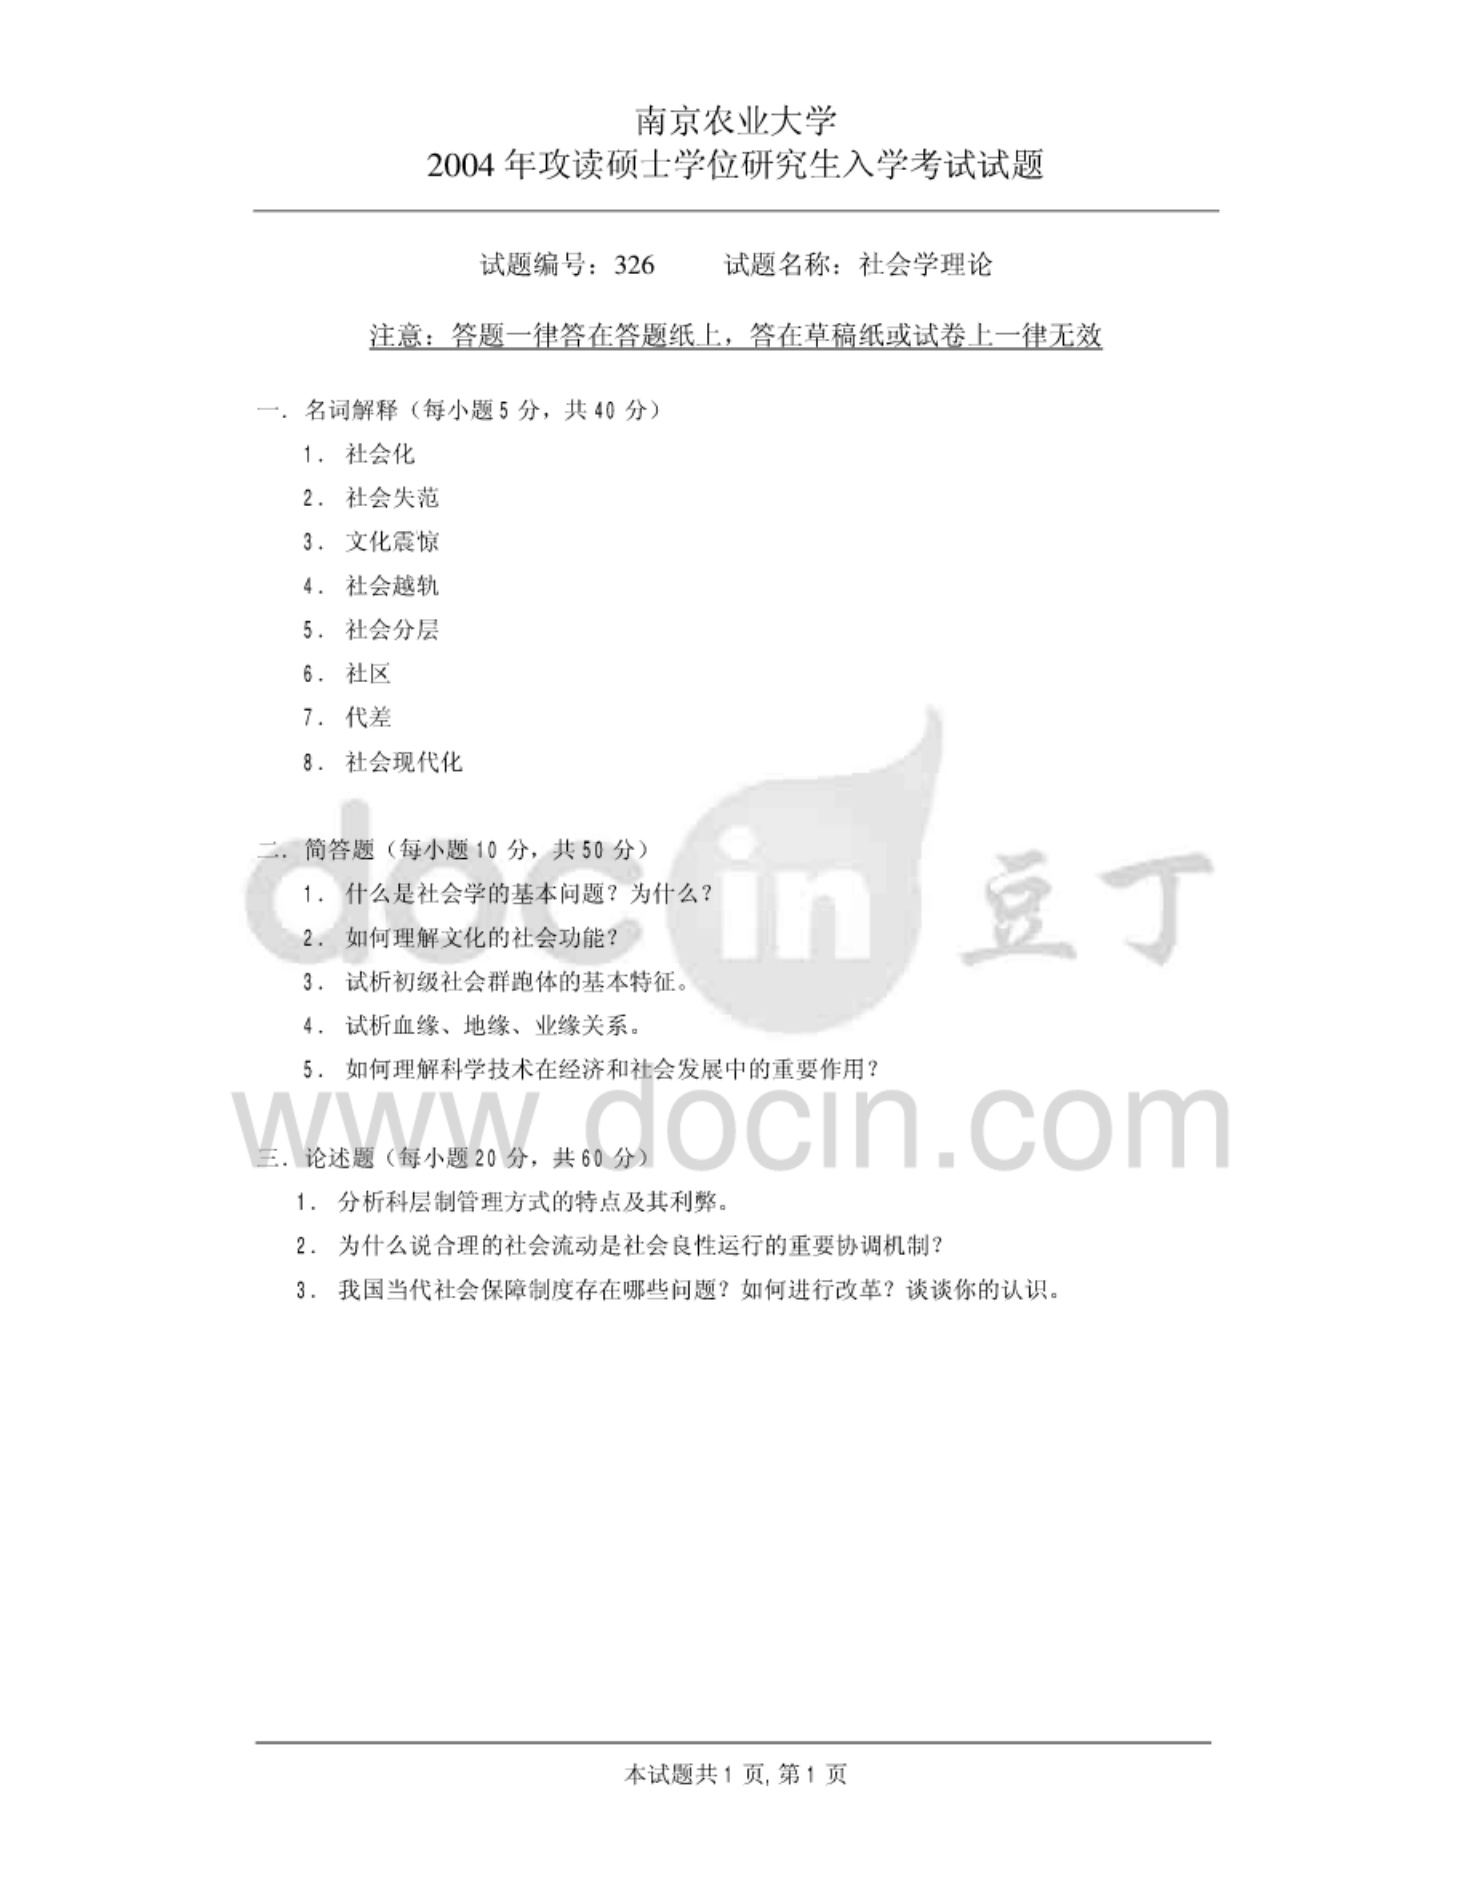 南京农业大学
2004 年攻读硕士学位研究生入学考试试题
试题编号：326 试题名称：社会学理论
注意：答题一律答在答题纸上，答在草稿纸或试卷上一律无效
一．名词解释（每小题 5 分，共 40 分）
1． 社会化
2． 社会失范
3． 文化震惊
4． 社会越轨
5． 社会分层
6． 社区
7． 代差
8． 社会现代化
二．简答题（每小题 10 分，共 50 分）
1． 什么是社会学的基本问题？为什么？
2． 如何理解文化的社会功能？
3． 试析初级社会群跑体的基本特征。
4． 试析血缘、地缘、业缘关系。
5． 如何理解科学技术在经济和社会发展中的重要作用？
三．论述题（每小题 20 分，共 60 分）
1． 分析科层制管理方式的特点及其利弊。
2． 为什么说合理的社会流动是社会良性运行的重要协调机制？
3． 我国当代社会保障制度存在哪些问题？如何进行改革？谈谈你的认识。
docin 豆丁
www.docin.com
本试题共 1 页, 第 1 页